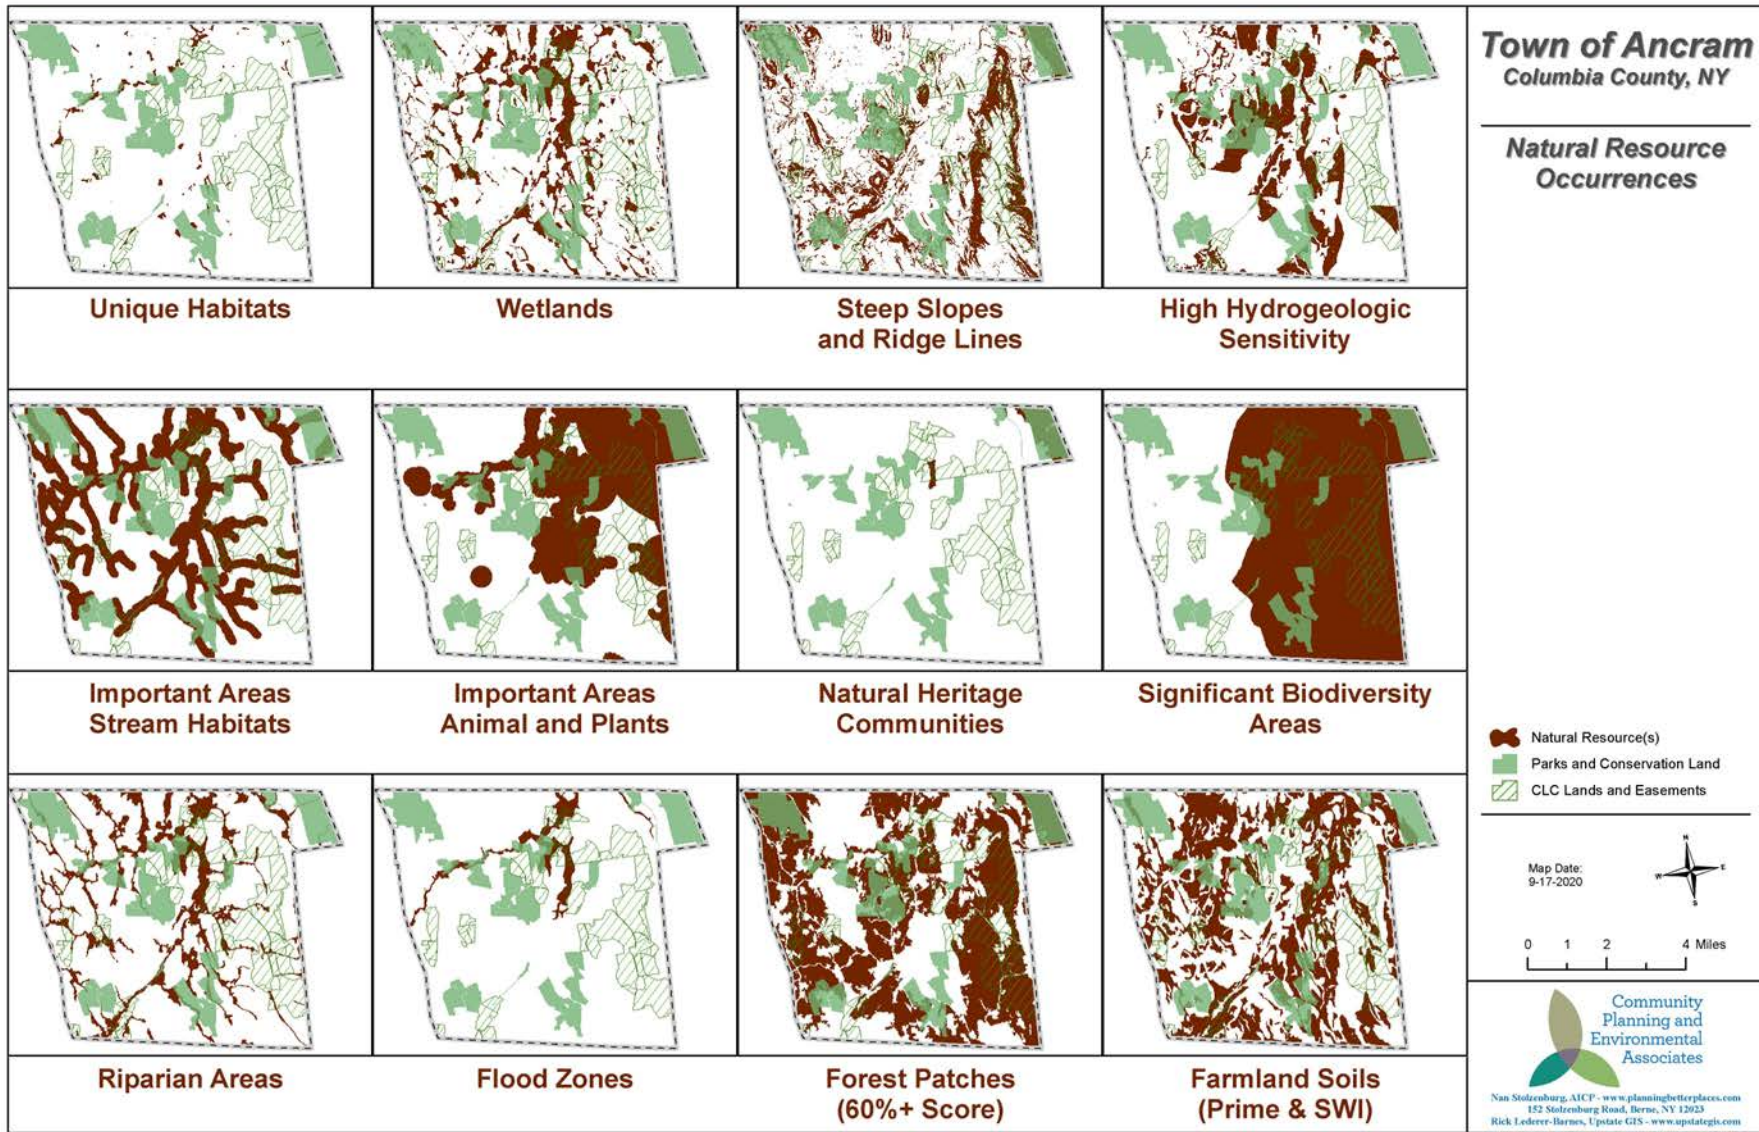 Town of Ancram
Columbia County, NY
Natural Resource
Occurrences
Unique Habitats
Wetlands
Steep Slopes
and Ridge Lines
High Hydrogeologic
Sensitivity
Important Areas
Stream Habitats
Important Areas
Animal and Plants
Natural Heritage
Communities
Significant Biodiversity
Areas
Riparian Areas
Flood Zones
Forest Patches
(60%+ Score)
Farmland Soils
(Prime & SWI)
Natural Resource(s)
Parks and Conservation Land
CLC Lands and Easements
Map Date:
9-17-2020
N
W
E
S
0 1 2 4 Miles
Community
Planning and
Environmental
Associates
Nan Stolzenburg, AICP - www.planningbetterplaces.com
152 Stolzenburg Road, Berne, NY 12023
Rick Lederer-Barnes, Upstate GIS - www.upstategis.com